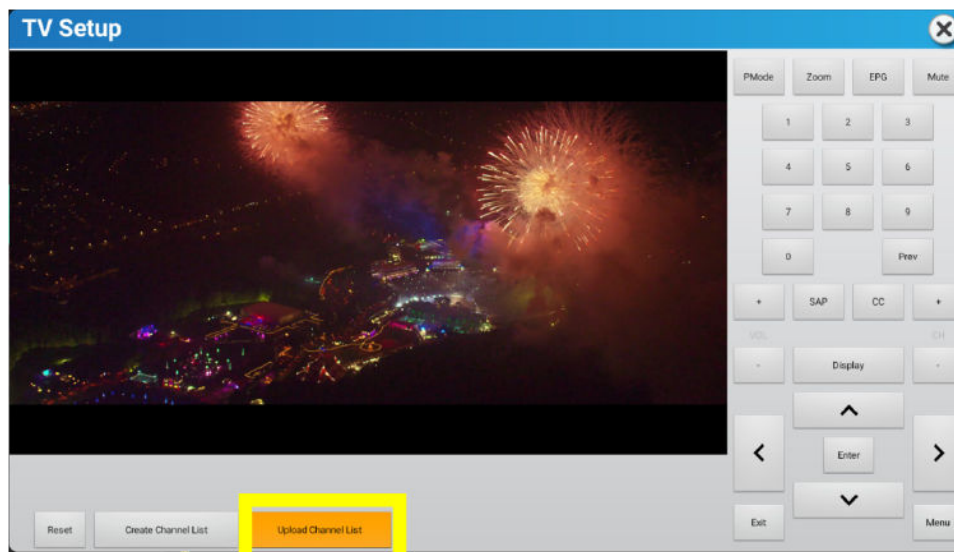 TV Setup
PMode Zoom EPG Mute
1 2 3
4 5 6
7 8 9
0 Prev
+ SAP CC +
VOL CH
- Display -
Enter
Exit Menu
Reset Create Channel List Upload Channel List